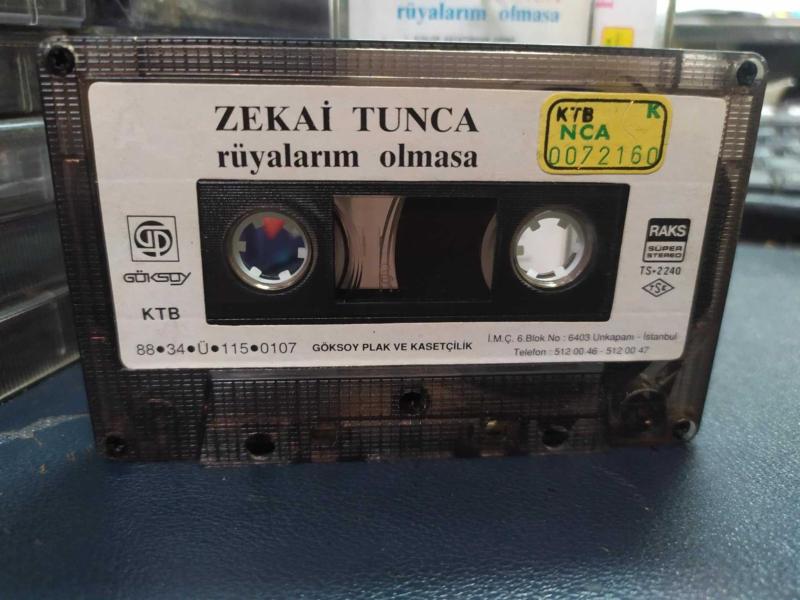 rüyalarım olmasa
ZEKAİ TUNCA
rüyalarım olmasa
KTB K
NCA
0072160
GÖKSOY
KTB
RAKS
SÜPER
STEREO
TS-2240
TSE
88•34•Ü•115•0107
GÖKSOY PLAK VE KASETÇİLİK
İ.M.Ç. 6.Blok No : 6403 Unkapanı - İstanbul
Telefon : 512 00 46 - 512 00 47